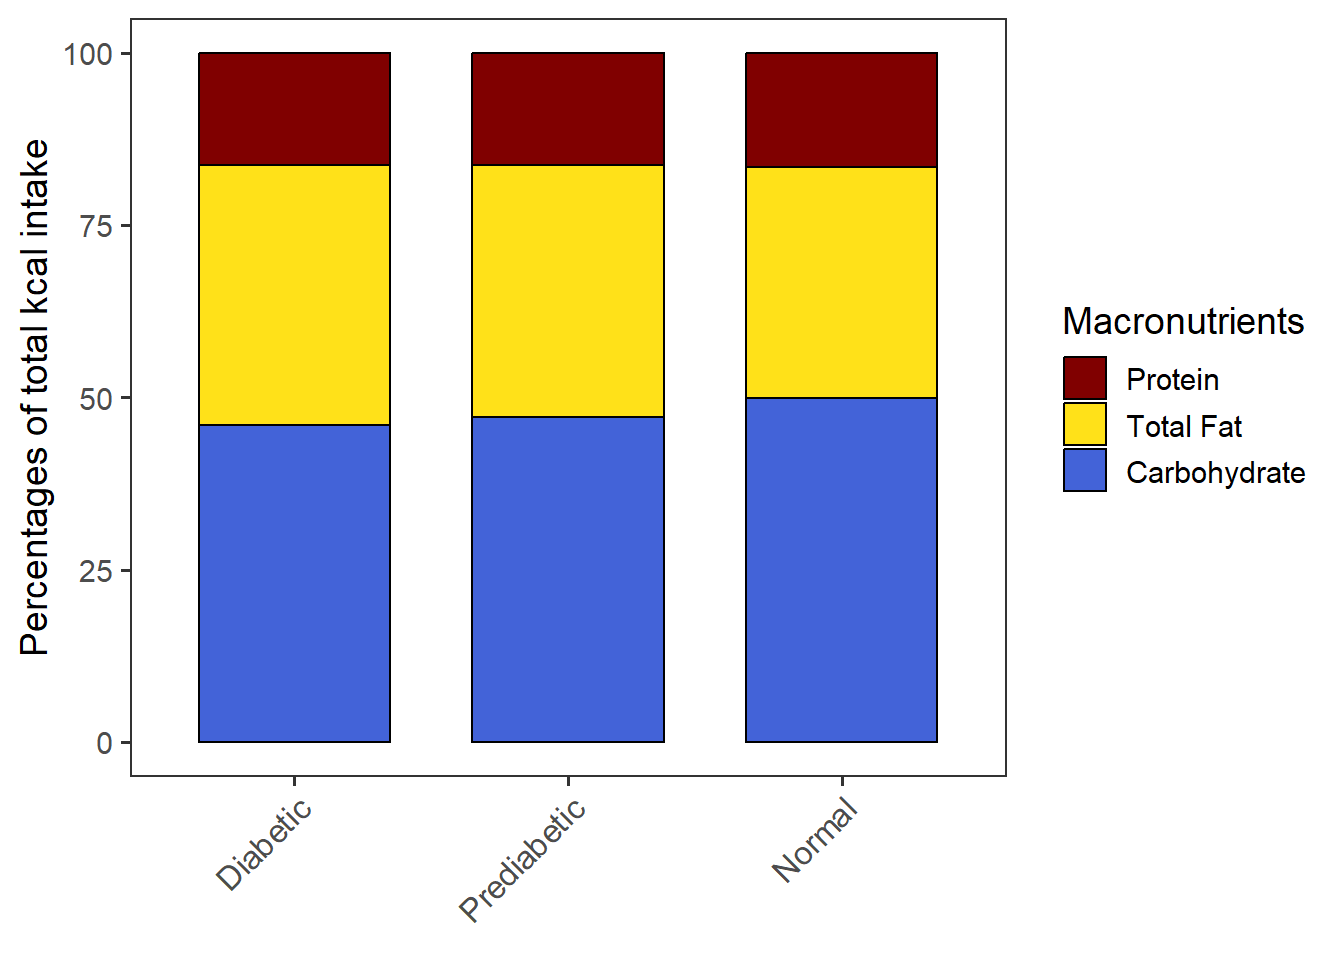 Percentages of total kcal intake
100
75
50
25
0
Diabetic
Prediabetic
Normal
Macronutrients
Protein
Total Fat
Carbohydrate